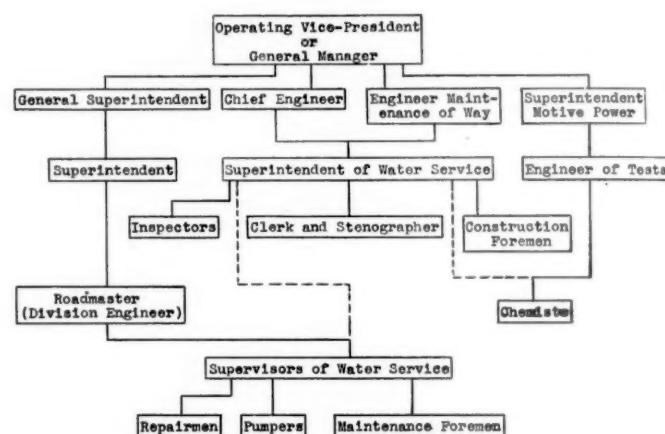 Operating Vice-President
or
General Manager
General Superintendent
Chief Engineer
Engineer Maint-
enance of Way
Superintendent
Motive Power
Superintendent
Superintendent of Water Service
Engineer of Tests
Inspectors
Clerk and Stenographer
Construction
Foremen
Roadmaster
(Division Engineer)
Chemists
Supervisors of Water Service
Repairmen
Pumpers
Maintenance Foremen